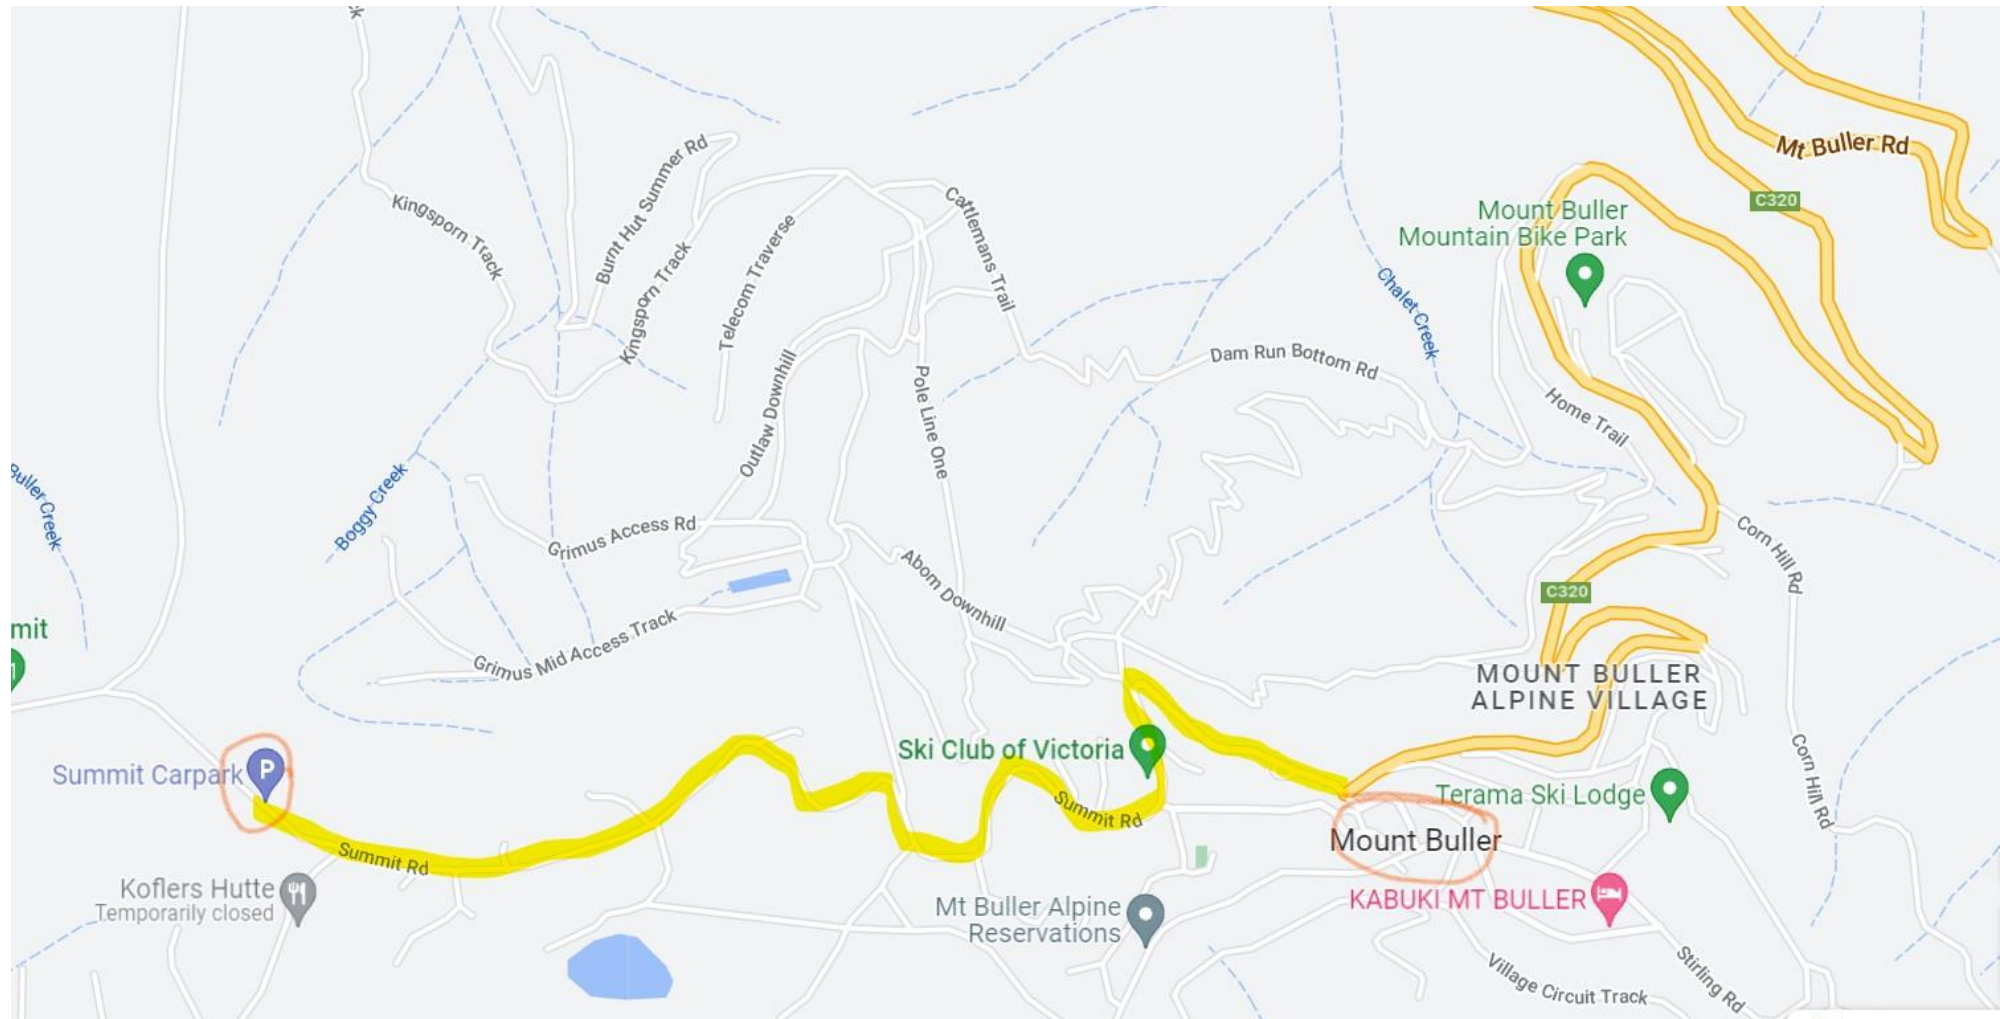 Mt Buller Rd
C320
Burnt Hut Summer Rd
Kingsporn Track
Cattlemans Trail
Mount Buller
Mountain Bike Park
Telecom Traverse
Kingsporn Track
Chalet Creek
Dam Run Bottom Rd
Outlaw Downhill
Pole Line One
Home Trail
Buller Creek
Boggy Creek
Grimus Access Rd
Corn Hill Rd
Abom Downhill
C320
mit
Grimus Mid Access Track
MOUNT BULLER
ALPINE VILLAGE
Ski Club of Victoria
Summit Carpark
P
Corn Hill Rd
Terama Ski Lodge
Summit Rd
Mount Buller
Summit Rd
Koflers Hutte
Temporarily closed
KABUKI MT BULLER
Mt Buller Alpine
Reservations
Village Circuit Track
Stirling Rd